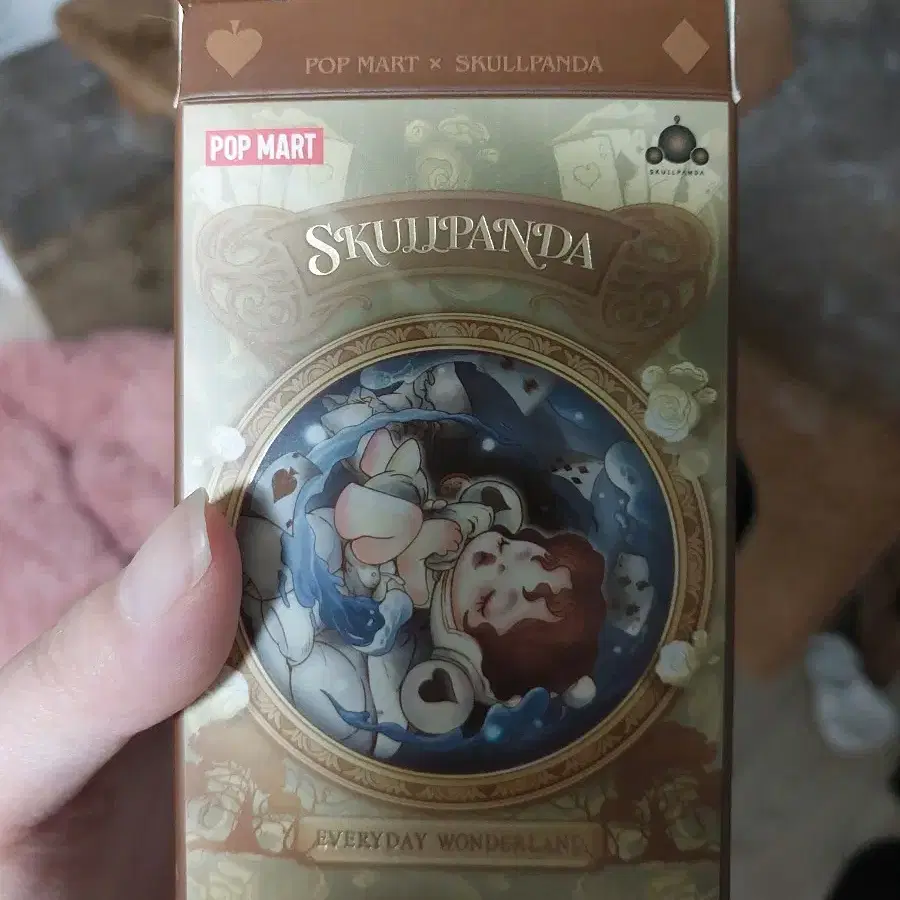 POP MART × SKULLPANDA
POP MART
SKULLPANDA
SKULLPANDA
EVERYDAY WONDERLAND